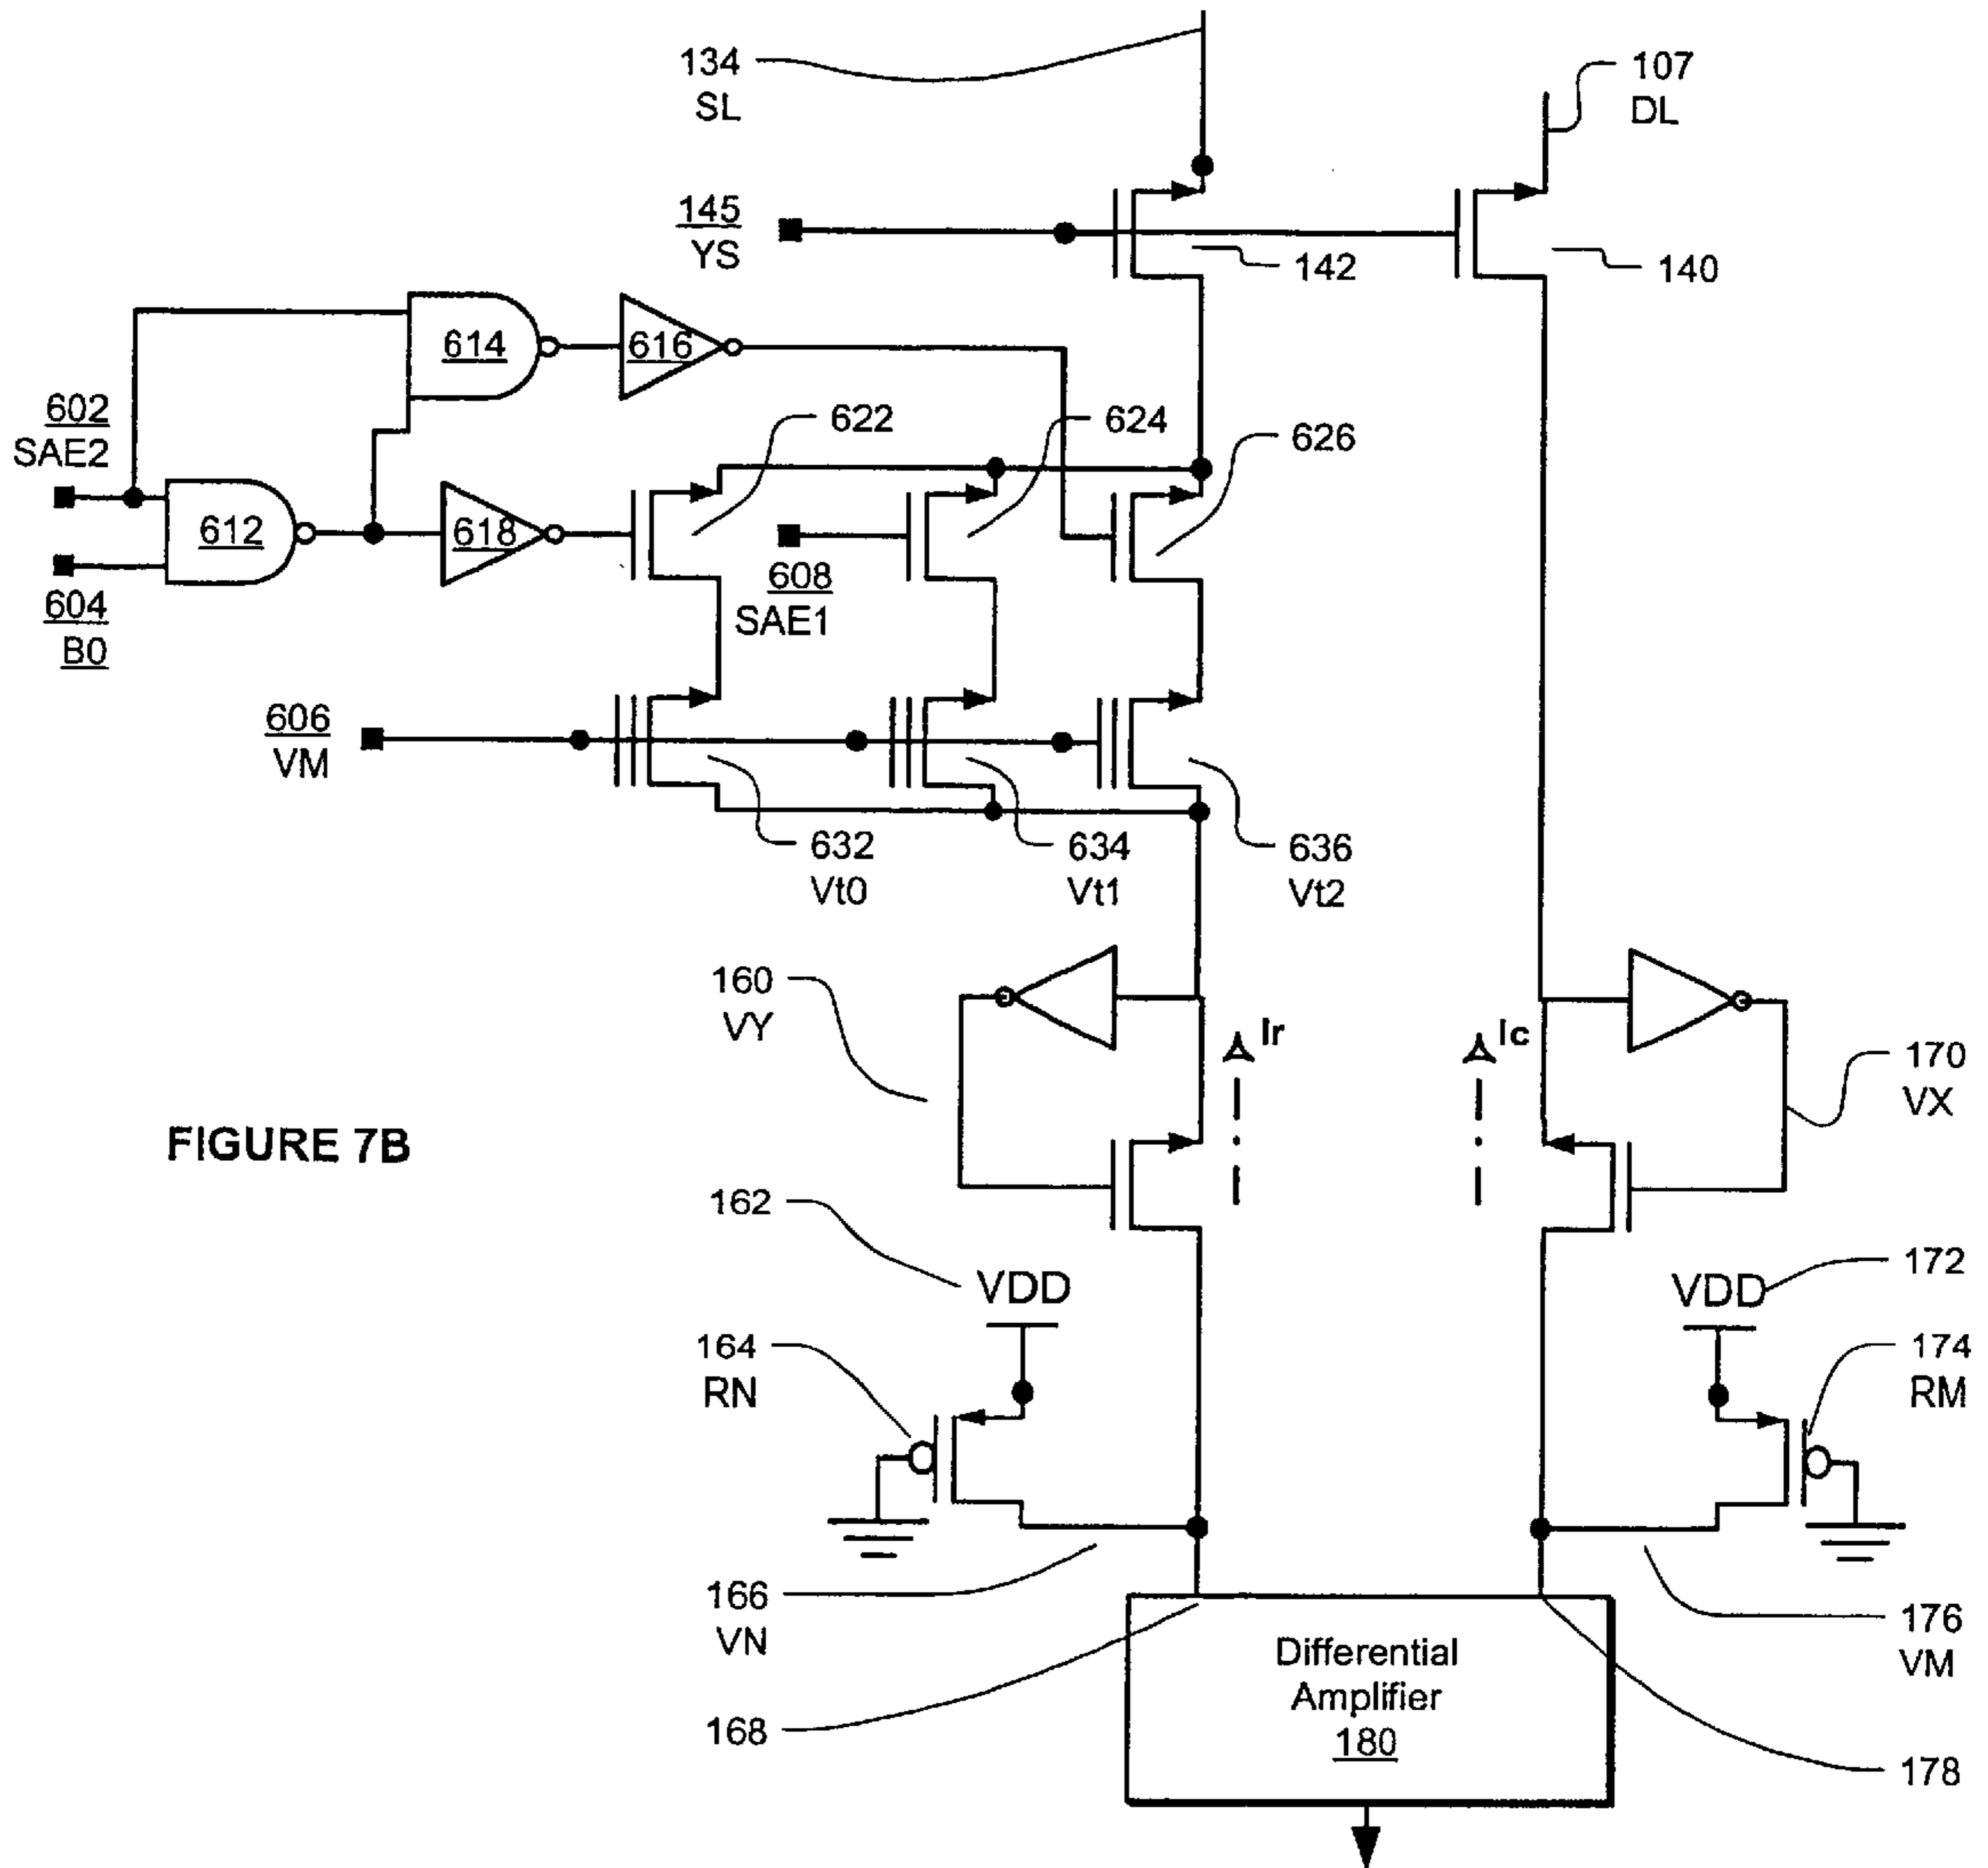 134
SL
107
DL
145
YS
142
140
614
616
602
SAE2
622
624
626
612
618
604
B0
608
SAE1
606
VM
632
Vt0
634
Vt1
636
Vt2
160
VY
Ir
Ic
170
VX
FIGURE 7B
162
VDD
172
VDD
164
RN
174
RM
166
VN
176
VM
Differential
Amplifier
180
168
178